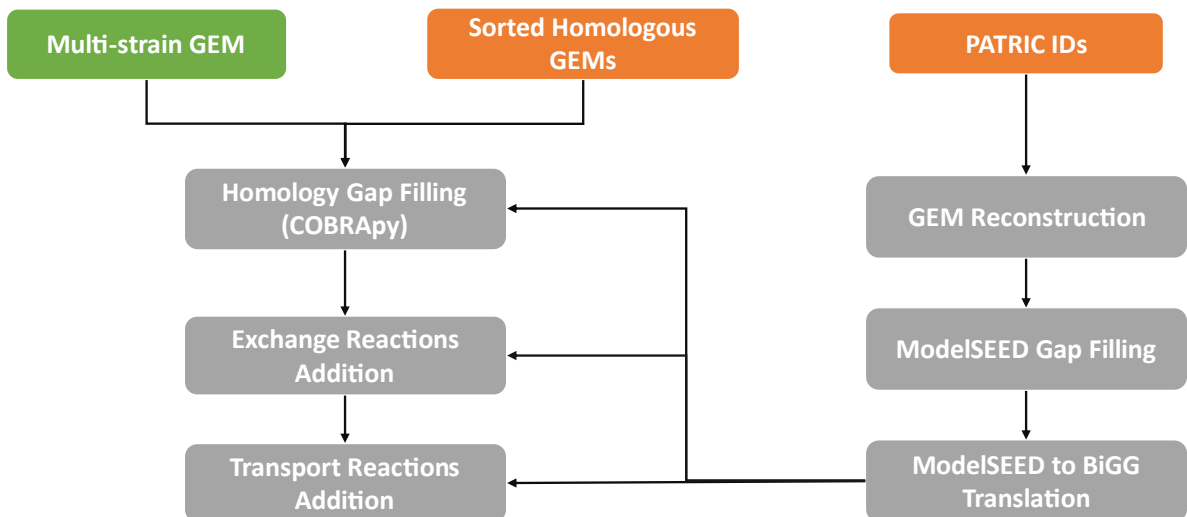 Multi-strain GEM
Sorted Homologous
GEMs
PATRIC IDs
Homology Gap Filling
(COBRApy)
GEM Reconstruction
Exchange Reactions
Addition
ModelSEED Gap Filling
Transport Reactions
Addition
ModelSEED to BiGG
Translation